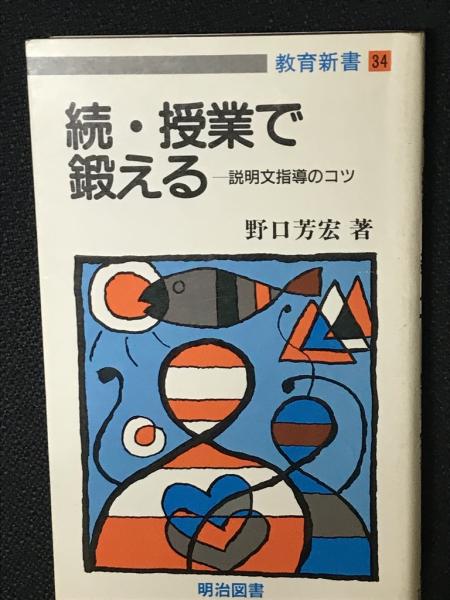 教育新書 34
続・授業で
鍛える—説明文指導のコツ
野口芳宏 著
明治図書